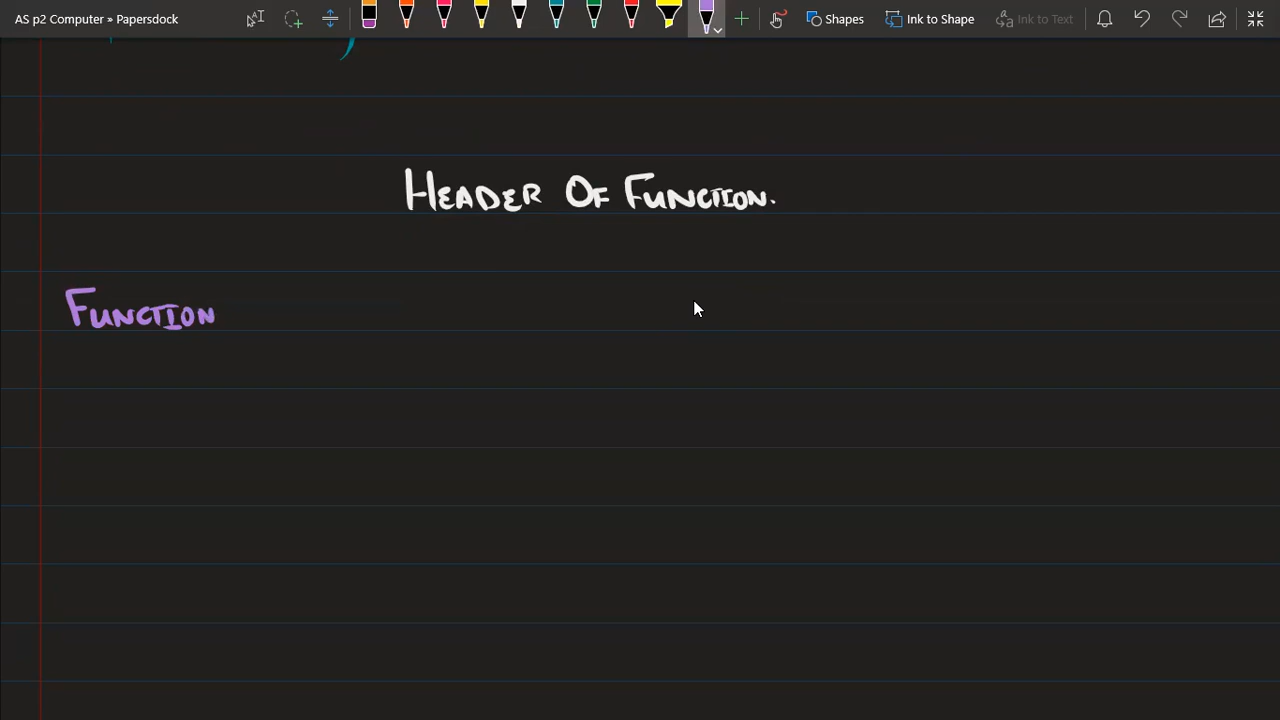 AS p2 Computer » Papersdock
Shapes
Ink to Shape
Ink to Text
HEADER OF FUNCTION.
FUNCTION